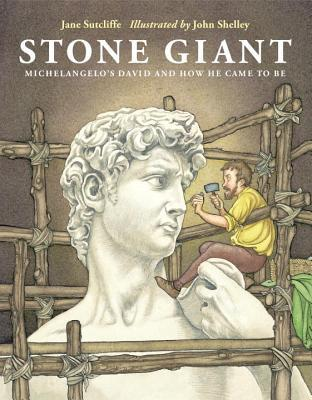 Jane Sutcliffe Illustrated by John Shelley
STONE GIANT
MICHELANGELO'S DAVID AND HOW HE CAME TO BE